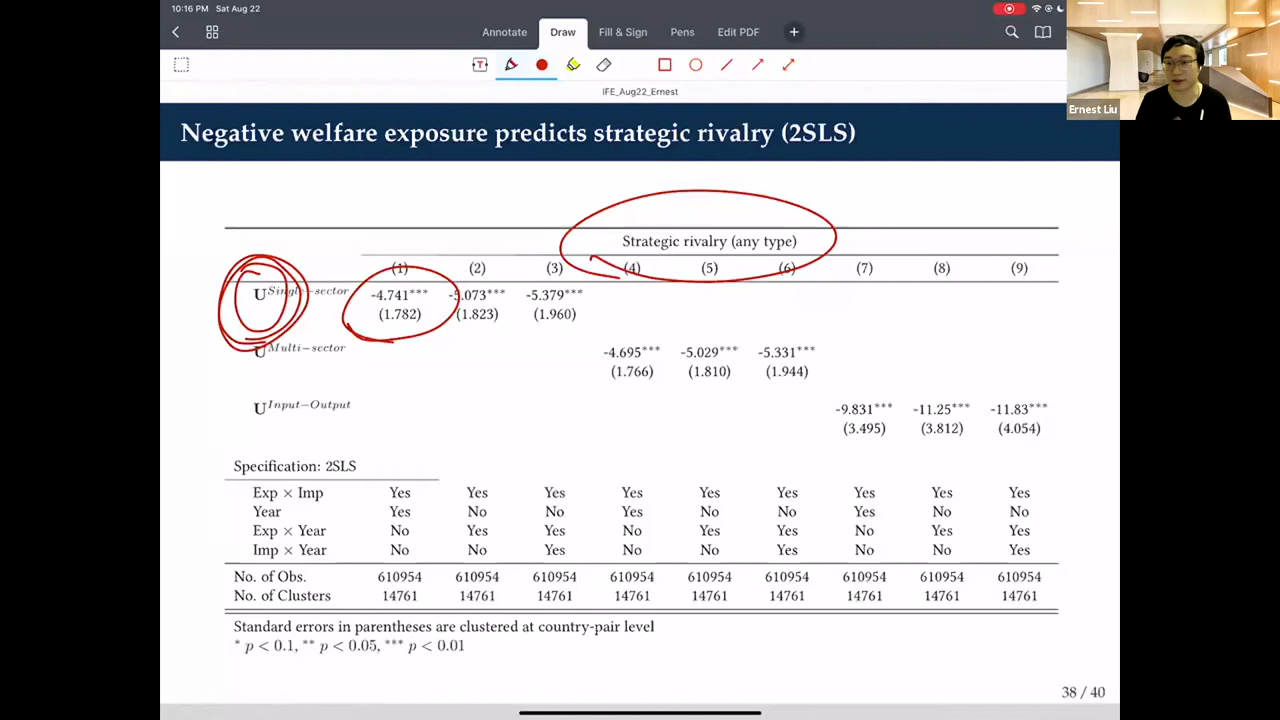 10:16 PM Sat Aug 22
Annotate Draw Fill & Sign Pens Edit PDF
T
IFE_Aug22_Ernest
Ernest Liu
Negative welfare exposure predicts strategic rivalry (2SLS)
Strategic rivalry (any type)
(1) (2) (3) (4) (5) (6) (7) (8) (9)
U^Single−sector -4.741*** -5.073*** -5.379***
(1.782) (1.823) (1.960)
U^Multi−sector -4.695*** -5.029*** -5.331***
(1.766) (1.810) (1.944)
U^Input−Output -9.831*** -11.25*** -11.83***
(3.495) (3.812) (4.054)
Specification: 2SLS
Exp × Imp Yes Yes Yes Yes Yes Yes Yes Yes Yes
Year Yes No No Yes No No Yes No No
Exp × Year No Yes Yes No Yes Yes No Yes Yes
Imp × Year No No Yes No No Yes No No Yes
No. of Obs. 610954 610954 610954 610954 610954 610954 610954 610954 610954
No. of Clusters 14761 14761 14761 14761 14761 14761 14761 14761 14761
Standard errors in parentheses are clustered at country-pair level
* p < 0.1, ** p < 0.05, *** p < 0.01
38 / 40